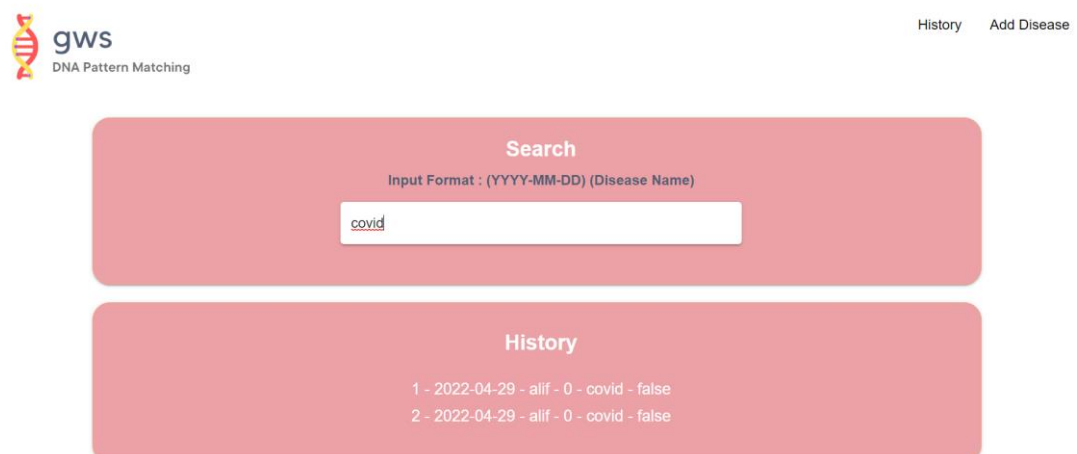 gws
DNA Pattern Matching
History Add Disease
Search
Input Format : (YYYY-MM-DD) (Disease Name)
covid
History
1 - 2022-04-29 - alif - 0 - covid - false
2 - 2022-04-29 - alif - 0 - covid - false